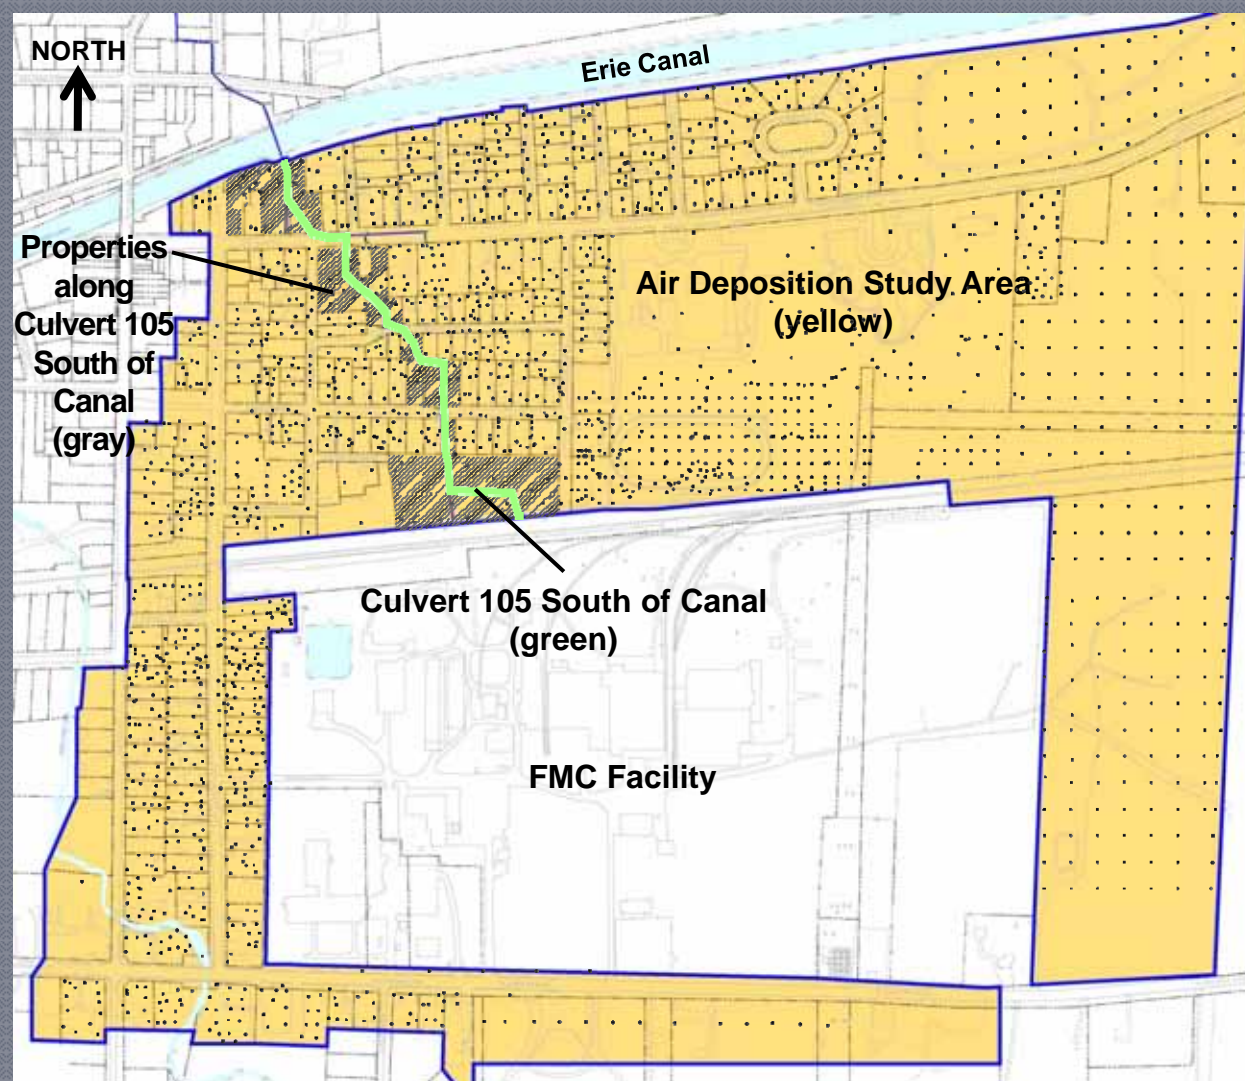 NORTH
Erie Canal
Properties
along
Culvert 105
South of
Canal
(gray)
Air Deposition Study Area
(yellow)
Culvert 105 South of Canal
(green)
FMC Facility